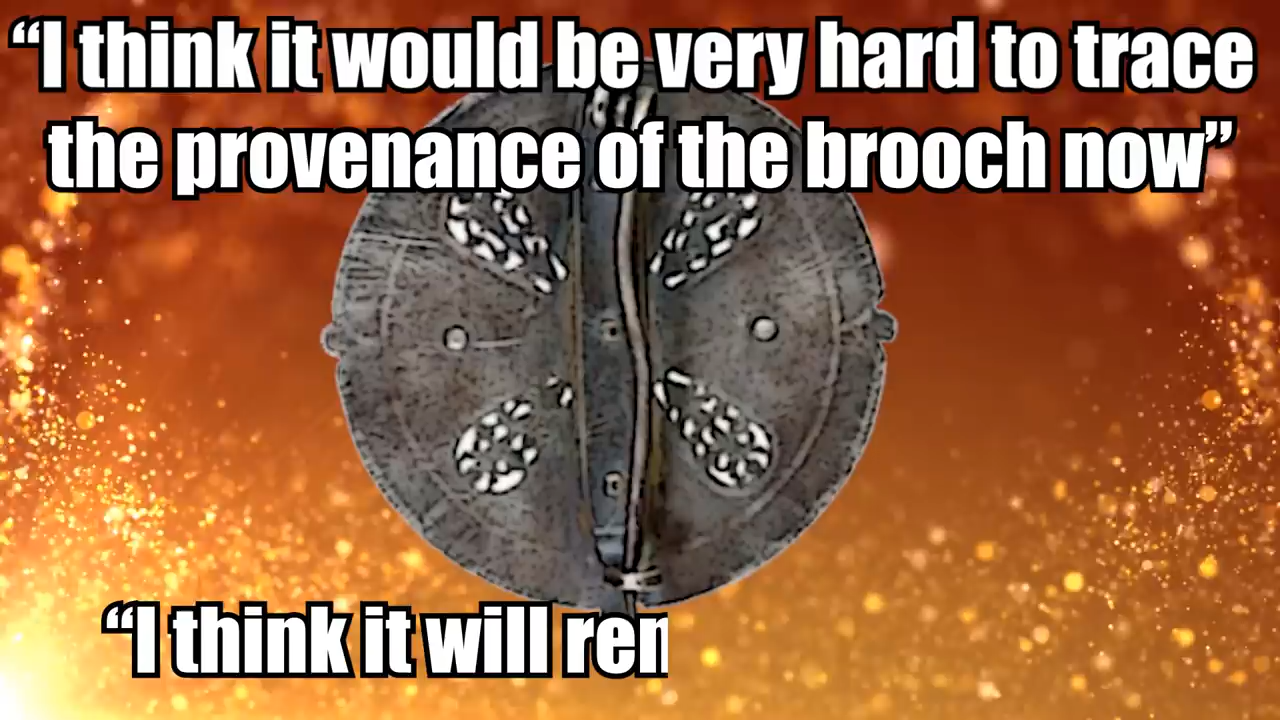 “I think it would be very hard to trace
the provenance of the brooch now”
“I think it will